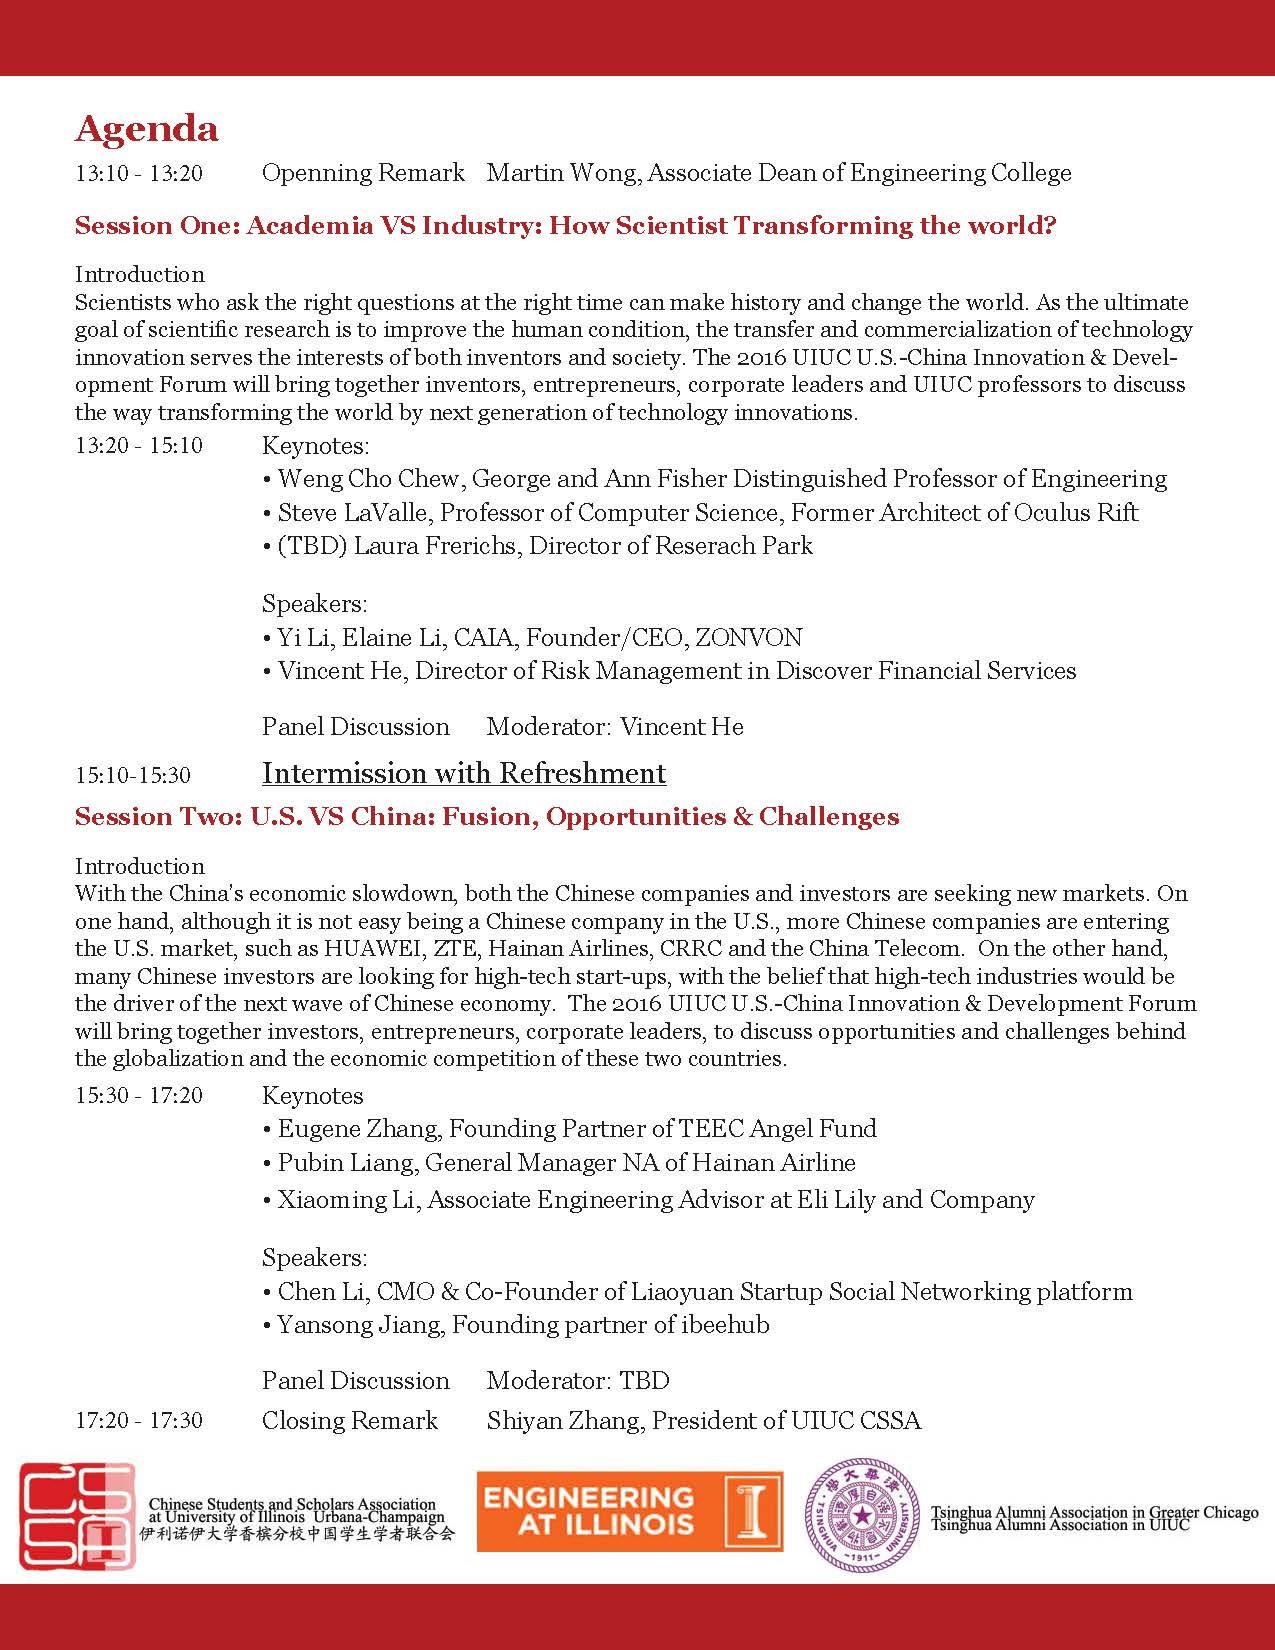 Agenda
13:10 - 13:20 Openning Remark Martin Wong, Associate Dean of Engineering College
Session One: Academia VS Industry: How Scientist Transforming the world?
Introduction
Scientists who ask the right questions at the right time can make history and change the world. As the ultimate
goal of scientific research is to improve the human condition, the transfer and commercialization of technology
innovation serves the interests of both inventors and society. The 2016 UIUC U.S.-China Innovation & Devel-
opment Forum will bring together inventors, entrepreneurs, corporate leaders and UIUC professors to discuss
the way transforming the world by next generation of technology innovations.
13:20 - 15:10 Keynotes:
• Weng Cho Chew, George and Ann Fisher Distinguished Professor of Engineering
• Steve LaValle, Professor of Computer Science, Former Architect of Oculus Rift
• (TBD) Laura Frerichs, Director of Reserach Park
Speakers:
• Yi Li, Elaine Li, CAIA, Founder/CEO, ZONVON
• Vincent He, Director of Risk Management in Discover Financial Services
Panel Discussion Moderator: Vincent He
15:10-15:30 Intermission with Refreshment
Session Two: U.S. VS China: Fusion, Opportunities & Challenges
Introduction
With the China's economic slowdown, both the Chinese companies and investors are seeking new markets. On
one hand, although it is not easy being a Chinese company in the U.S., more Chinese companies are entering
the U.S. market, such as HUAWEI, ZTE, Hainan Airlines, CRRC and the China Telecom.  On the other hand,
many Chinese investors are looking for high-tech start-ups, with the belief that high-tech industries would be
the driver of the next wave of Chinese economy.  The 2016 UIUC U.S.-China Innovation & Development Forum
will bring together investors, entrepreneurs, corporate leaders, to discuss opportunities and challenges behind
the globalization and the economic competition of these two countries.
15:30 - 17:20 Keynotes
• Eugene Zhang, Founding Partner of TEEC Angel Fund
• Pubin Liang, General Manager NA of Hainan Airline
• Xiaoming Li, Associate Engineering Advisor at Eli Lily and Company
Speakers:
• Chen Li, CMO & Co-Founder of Liaoyuan Startup Social Networking platform
• Yansong Jiang, Founding partner of ibeehub
Panel Discussion Moderator: TBD
17:20 - 17:30 Closing Remark Shiyan Zhang, President of UIUC CSSA
CSSA
Chinese Students and Scholars Association
at University of Illinois Urbana-Champaign
伊利诺伊大学香槟分校中国学生学者联合会
ENGINEERING
AT ILLINOIS
I
學大華清
TSINGHUA UNIVERSITY
-1911-
Tsinghua Alumni Association in Greater Chicago
Tsinghua Alumni Association in UIUC